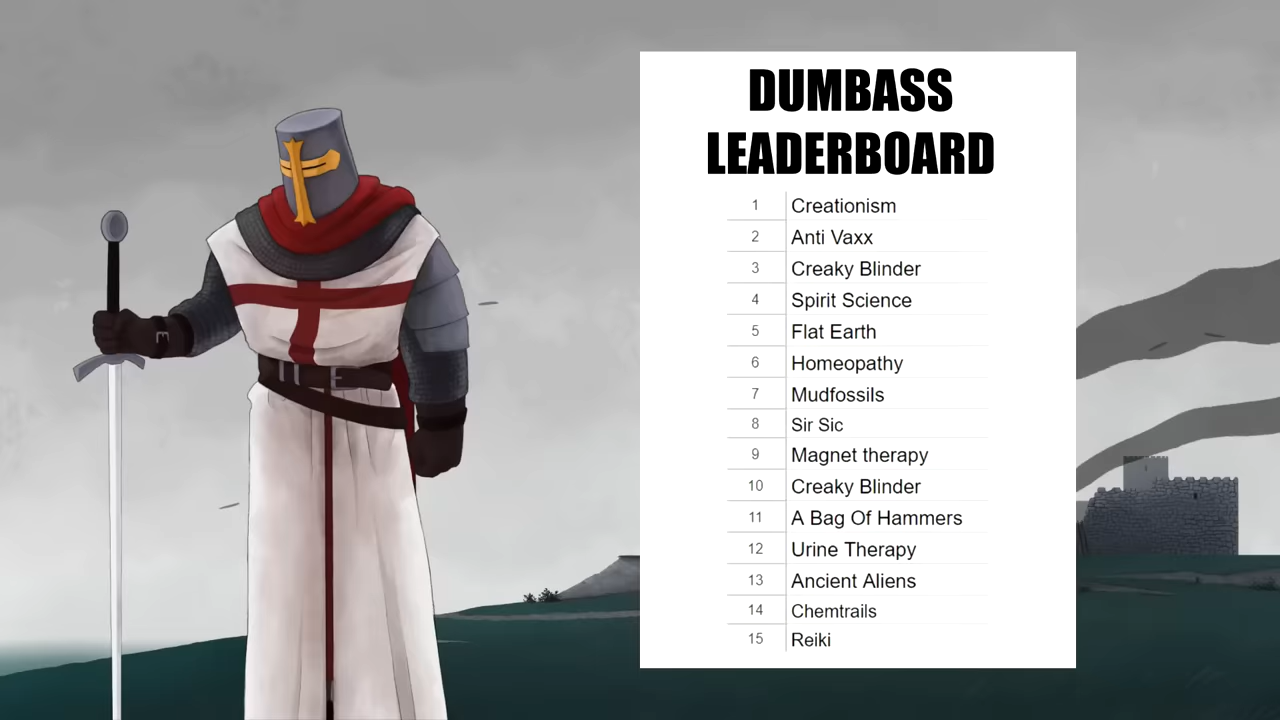 DUMBASS
LEADERBOARD
1 Creationism
2 Anti Vaxx
3 Creaky Blinder
4 Spirit Science
5 Flat Earth
6 Homeopathy
7 Mudfossils
8 Sir Sic
9 Magnet therapy
10 Creaky Blinder
11 A Bag Of Hammers
12 Urine Therapy
13 Ancient Aliens
14 Chemtrails
15 Reiki